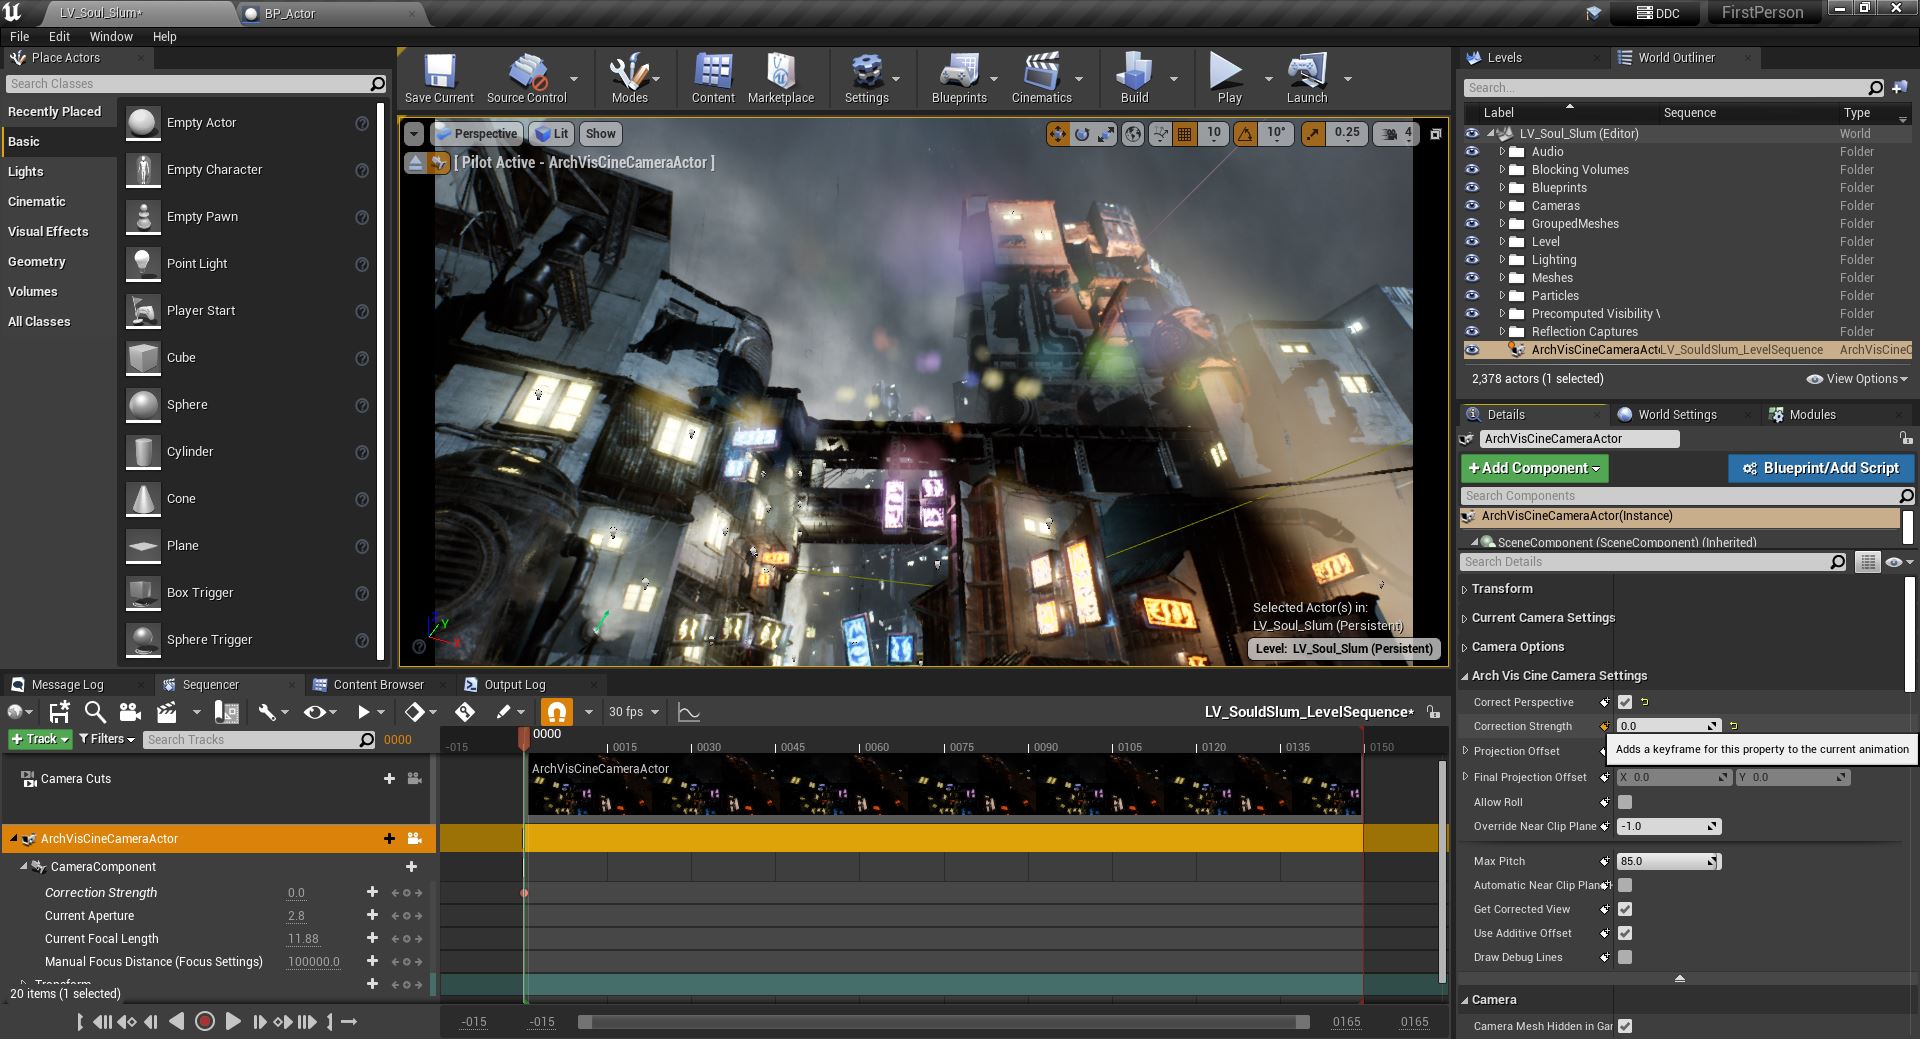 LV_Soul_Slum*
BP_Actor
DDC
FirstPerson
File
Edit
Window
Help
Place Actors
Search Classes
Recently Placed
Basic
Lights
Cinematic
Visual Effects
Geometry
Volumes
All Classes
Empty Actor
Empty Character
Empty Pawn
Point Light
Player Start
Cube
Sphere
Cylinder
Cone
Plane
Box Trigger
Sphere Trigger
Save Current
Source Control
Modes
Content
Marketplace
Settings
Blueprints
Cinematics
Build
Play
Launch
Perspective
Lit
Show
10
10°
0.25
4
[ Pilot Active - ArchVisCineCameraActor ]
Y
X
Selected Actor(s) in:
LV_Soul_Slum (Persistent)
Level: LV_Soul_Slum (Persistent)
Levels
World Outliner
Search...
Label
Sequence
Type
LV_Soul_Slum (Editor)
World
Audio
Folder
Blocking Volumes
Folder
Blueprints
Folder
Cameras
Folder
GroupedMeshes
Folder
Level
Folder
Lighting
Folder
Meshes
Folder
Particles
Folder
Precomputed Visibility \
Folder
Reflection Captures
Folder
ArchVisCineCameraAct
LV_SouldSlum_LevelSequence
ArchVisCineC
2,378 actors (1 selected)
View Options
Details
World Settings
Modules
ArchVisCineCameraActor
+ Add Component
Blueprint/Add Script
Search Components
ArchVisCineCameraActor(Instance)
SceneComponent (SceneComponent) (Inherited)
Search Details
Transform
Current Camera Settings
Camera Options
Arch Vis Cine Camera Settings
Correct Perspective
Correction Strength
0.0
Adds a keyframe for this property to the current animation
Projection Offset
Final Projection Offset
X 0.0
Y 0.0
Allow Roll
Override Near Clip Plane
-1.0
Max Pitch
85.0
Automatic Near Clip Plane
Get Corrected View
Use Additive Offset
Draw Debug Lines
Camera
Camera Mesh Hidden in Gar
Message Log
Sequencer
Content Browser
Output Log
30 fps
LV_SouldSlum_LevelSequence*
+ Track
Filters
Search Tracks
0000
-015
0000
0015
0030
0045
0060
0075
0090
0105
0120
0135
0150
Camera Cuts
ArchVisCineCameraActor
ArchVisCineCameraActor
CameraComponent
Correction Strength
0.0
Current Aperture
2.8
Current Focal Length
11.88
Manual Focus Distance (Focus Settings)
100000.0
Transform
20 items (1 selected)
-015
-015
0165
0165